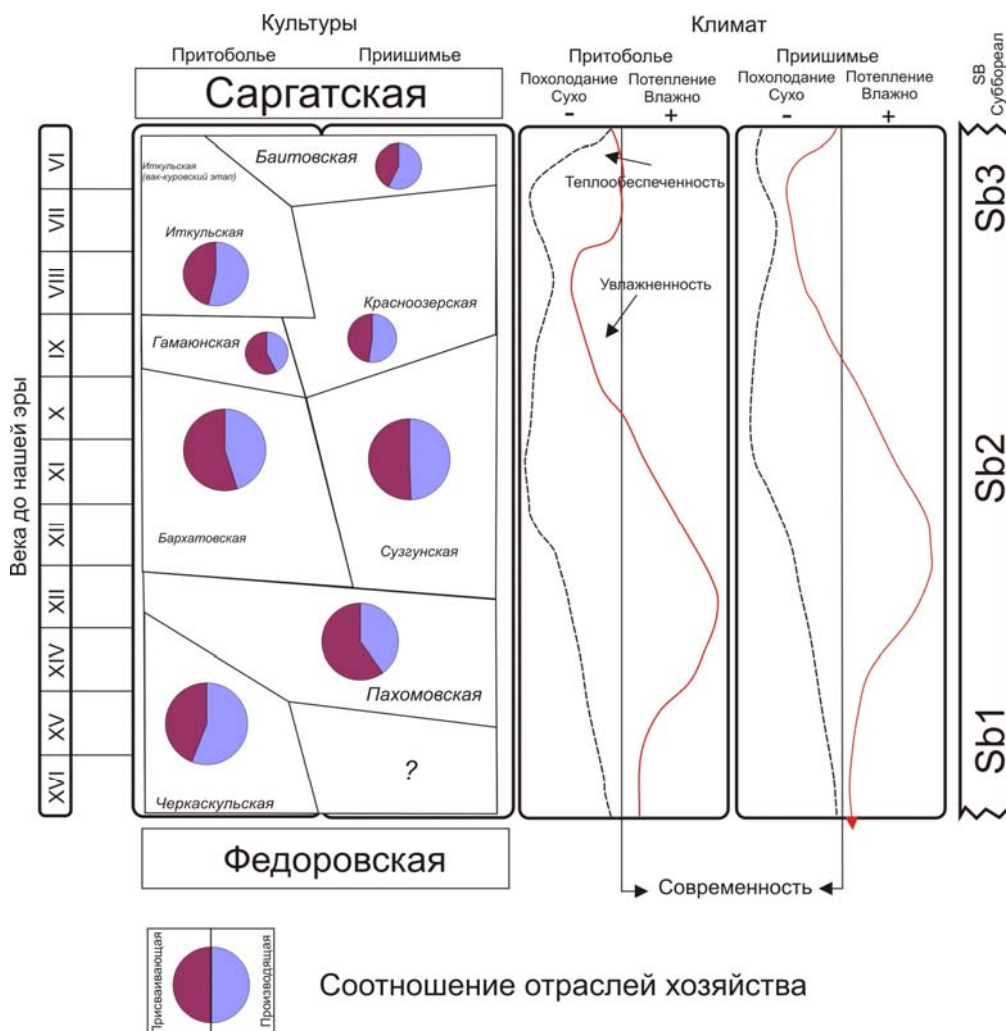 Культуры
Притоболье
Приишимье
Саргатская
Климат
Притоболье
Приишимье
Похолодание
Сухо
Потепление
Влажно
Похолодание
Сухо
Потепление
Влажно
-
+
-
+
SB
Суббореал
Века до нашей эры
VI
VII
VIII
IX
X
XI
XII
XII
XIV
XV
XVI
Иткульская
(вак-куровский этап)
Баитовская
Иткульская
Красноозерская
Гамаюнская
Бархатовская
Сузгунская
Пахомовская
Черкаскульская
?
Теплообеспеченность
Увлажненность
Sb3
Sb2
Sb1
Федоровская
Современность
Присваивающая
Производящая
Соотношение отраслей хозяйства